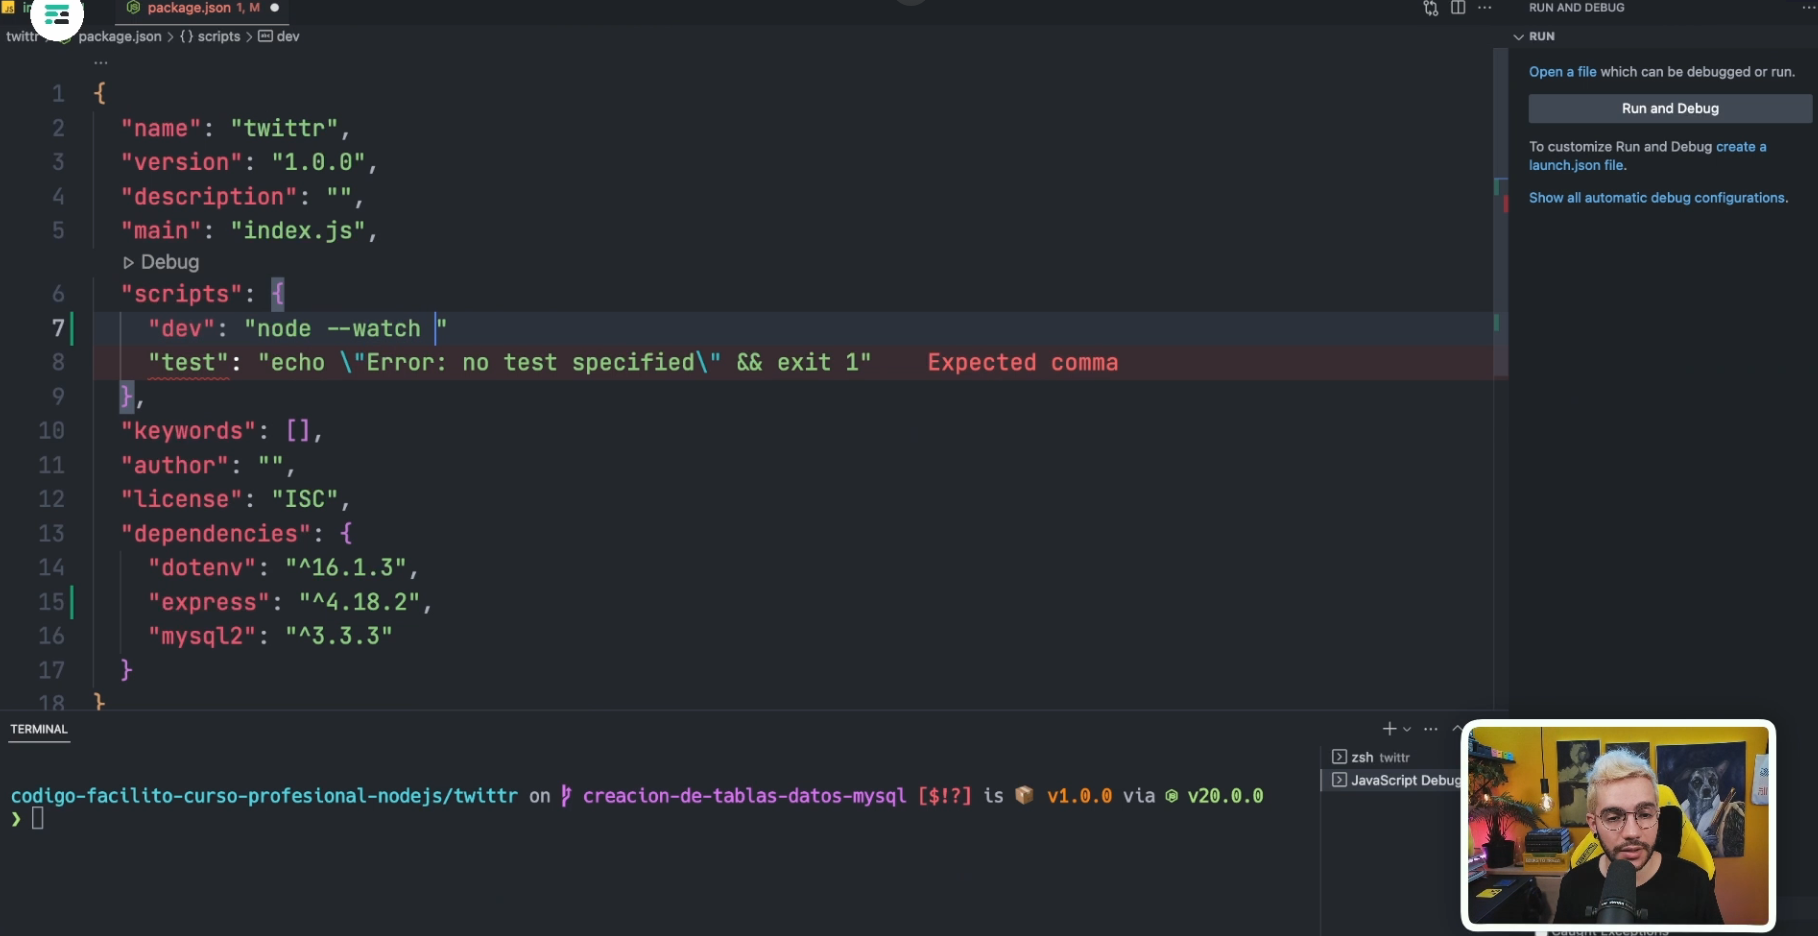 package.json 1, M
RUN AND DEBUG
twittr > package.json > {} scripts > dev
RUN
...
Open a file which can be debugged or run.
Run and Debug
To customize Run and Debug create a
launch.json file.
Show all automatic debug configurations.
1 {
2 "name": "twittr",
3 "version": "1.0.0",
4 "description": "",
5 "main": "index.js",
Debug
6 "scripts": {
7 "dev": "node --watch "
8 "test": "echo \"Error: no test specified\" && exit 1" Expected comma
9 },
10 "keywords": [],
11 "author": "",
12 "license": "ISC",
13 "dependencies": {
14 "dotenv": "^16.1.3",
15 "express": "^4.18.2",
16 "mysql2": "^3.3.3"
17 }
18 }
TERMINAL
zsh twittr
JavaScript Debug
codigo-facilito-curso-profesional-nodejs/twittr on creacion-de-tablas-datos-mysql [$!?] is 📦 v1.0.0 via v20.0.0
❯
Caught Exceptions